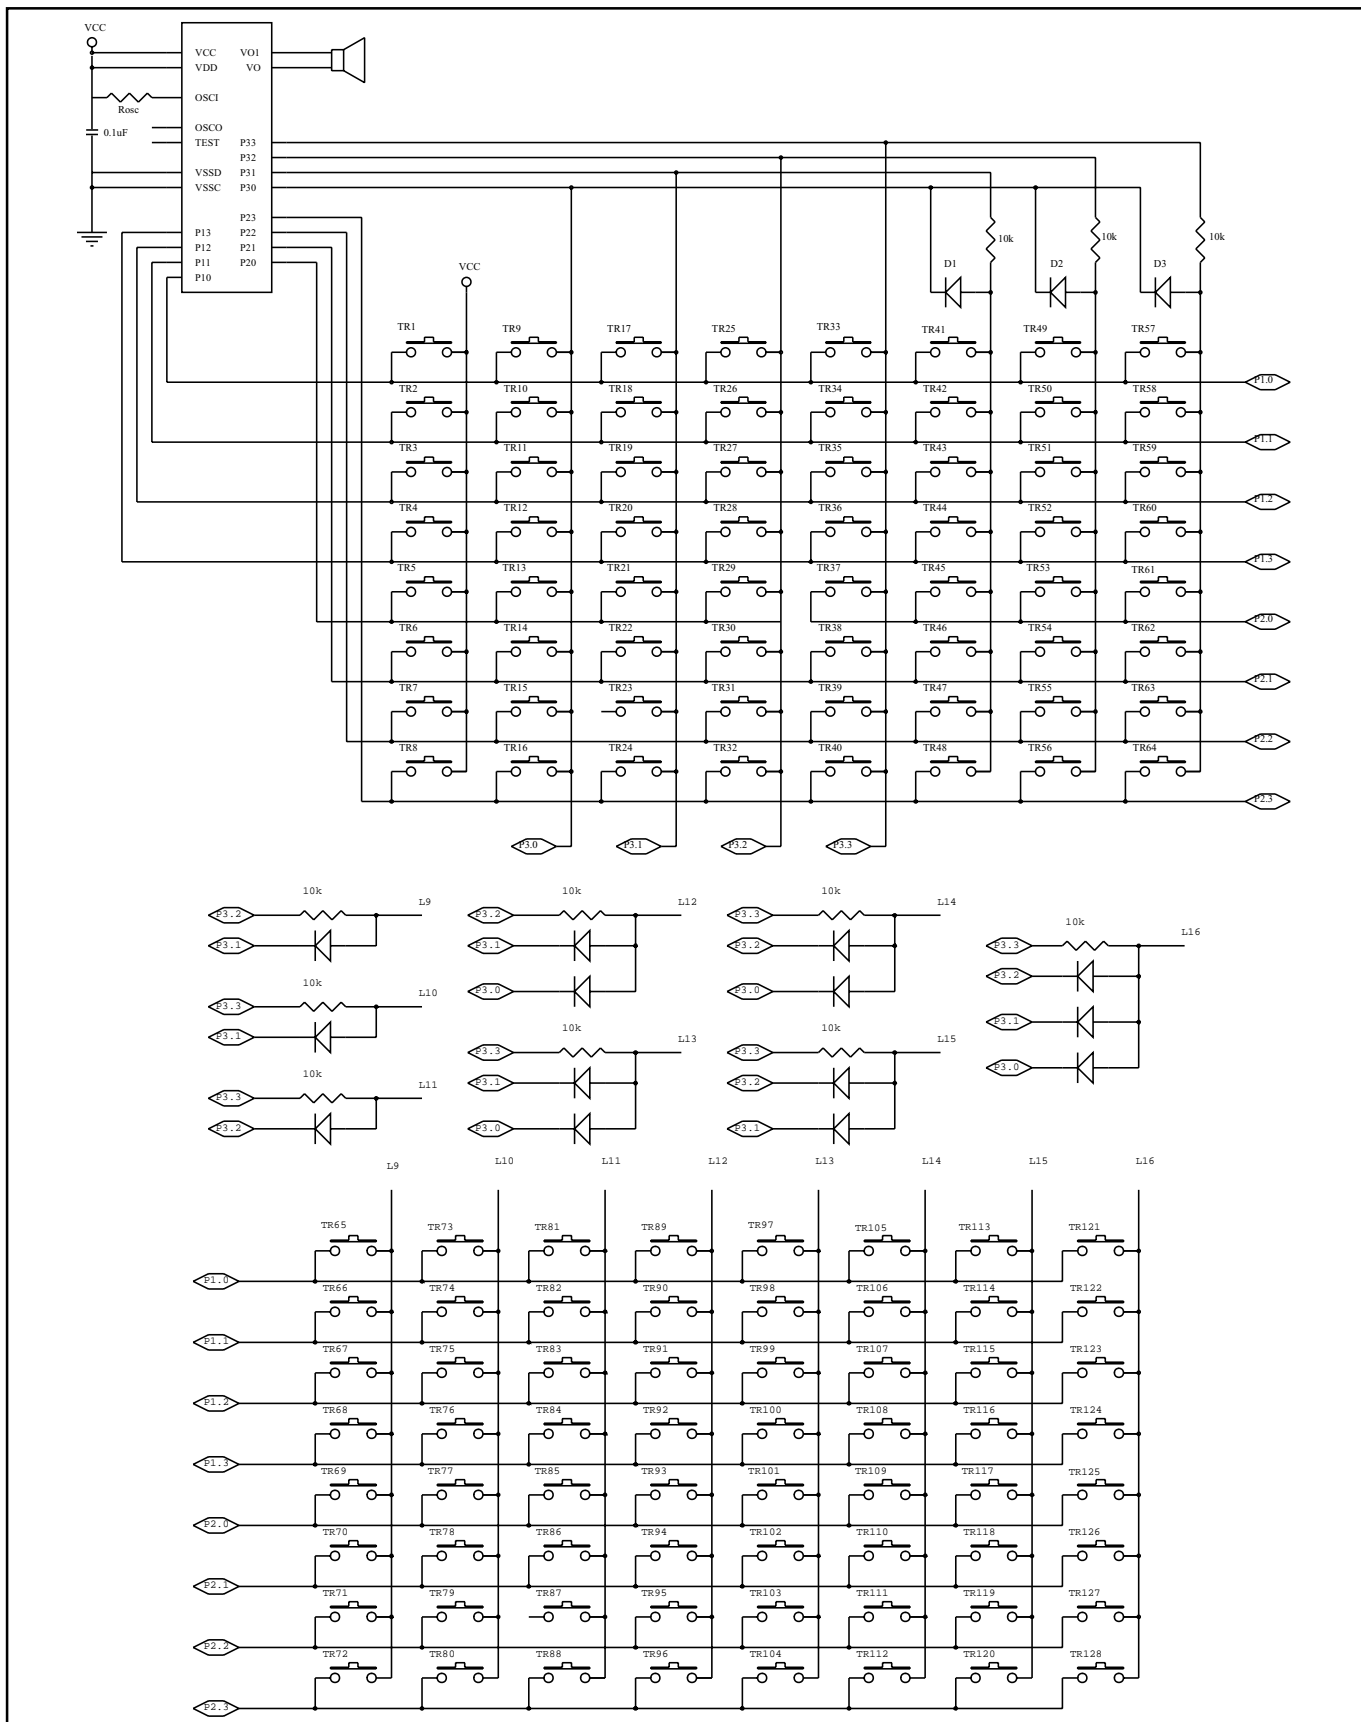 VCC
VCC VO1
VDD VO
OSCI
Rosc
OSCO
0.1uF
TEST P33
P32
VSSD P31
VSSC P30
P23
P13 P22
P12 P21
P11 P20
P10
10k 10k 10k
VCC D1 D2 D3
TR1 TR9 TR17 TR25 TR33 TR41 TR49 TR57
P1.0
TR2 TR10 TR18 TR26 TR34 TR42 TR50 TR58
P1.1
TR3 TR11 TR19 TR27 TR35 TR43 TR51 TR59
P1.2
TR4 TR12 TR20 TR28 TR36 TR44 TR52 TR60
P1.3
TR5 TR13 TR21 TR29 TR37 TR45 TR53 TR61
P2.0
TR6 TR14 TR22 TR30 TR38 TR46 TR54 TR62
P2.1
TR7 TR15 TR23 TR31 TR39 TR47 TR55 TR63
P2.2
TR8 TR16 TR24 TR32 TR40 TR48 TR56 TR64
P2.3
P3.0 P3.1 P3.2 P3.3
10k 10k 10k
L9 L12 L14
P3.2 P3.2 P3.3
10k
L16
P3.1 P3.1 P3.2 P3.3
P3.2
10k
L10
P3.0 P3.0
P3.3
P3.1
P3.1
10k 10k
L13 L15
P3.3 P3.3
P3.0
10k
L11
P3.1 P3.2
P3.3
P3.2 P3.0 P3.1
L9 L10 L11 L12 L13 L14 L15 L16
TR65 TR73 TR81 TR89 TR97 TR105 TR113 TR121
P1.0
TR66 TR74 TR82 TR90 TR98 TR106 TR114 TR122
P1.1
TR67 TR75 TR83 TR91 TR99 TR107 TR115 TR123
P1.2
TR68 TR76 TR84 TR92 TR100 TR108 TR116 TR124
P1.3
TR69 TR77 TR85 TR93 TR101 TR109 TR117 TR125
P2.0
TR70 TR78 TR86 TR94 TR102 TR110 TR118 TR126
P2.1
TR71 TR79 TR87 TR95 TR103 TR111 TR119 TR127
P2.2
TR72 TR80 TR88 TR96 TR104 TR112 TR120 TR128
P2.3